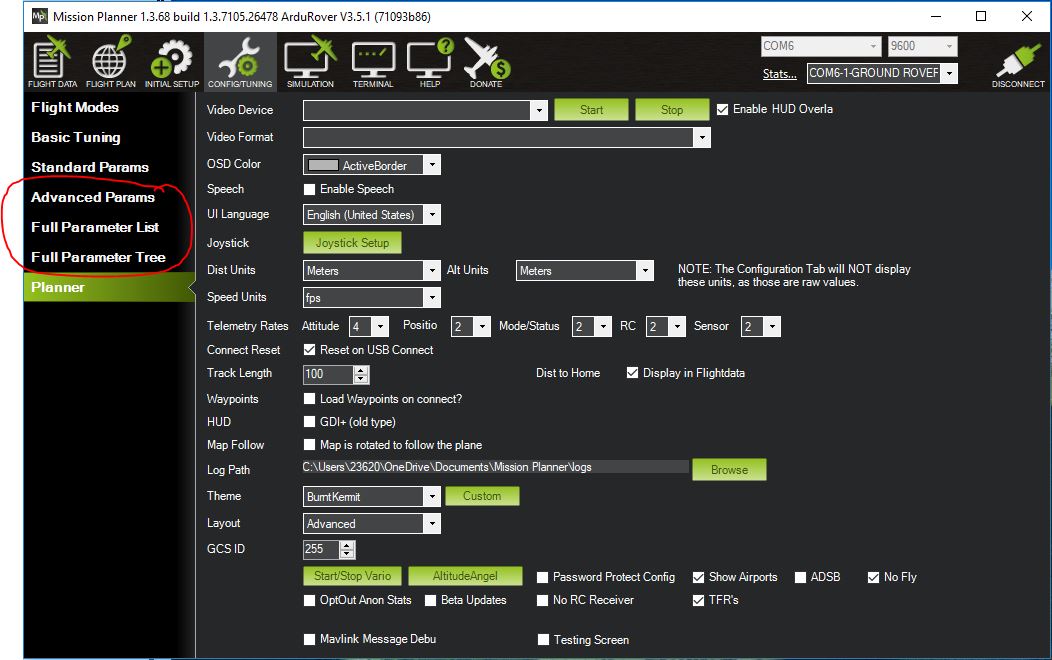 Mission Planner 1.3.68 build 1.3.7105.26478 ArduRover V3.5.1 (71093b86)
COM6 9600
FLIGHT DATA FLIGHT PLAN INITIAL SETUP CONFIG/TUNING SIMULATION TERMINAL HELP DONATE Stats... COM6-1-GROUND ROVER DISCONNECT
Flight Modes
Basic Tuning
Standard Params
Advanced Params
Full Parameter List
Full Parameter Tree
Planner
Video Device Start Stop Enable HUD Overla
Video Format
OSD Color ActiveBorder
Speech Enable Speech
UI Language English (United States)
Joystick Joystick Setup
Dist Units Meters Alt Units Meters NOTE: The Configuration Tab will NOT display
these units, as those are raw values.
Speed Units fps
Telemetry Rates Attitude 4 Positio 2 Mode/Status 2 RC 2 Sensor 2
Connect Reset Reset on USB Connect
Track Length 100 Dist to Home Display in Flightdata
Waypoints Load Waypoints on connect?
HUD GDI+ (old type)
Map Follow Map is rotated to follow the plane
Log Path C:\Users\23620\OneDrive\Documents\Mission Planner\logs Browse
Theme BurntKermit Custom
Layout Advanced
GCS ID 255
Start/Stop Vario AltitudeAngel Password Protect Config Show Airports ADSB No Fly
OptOut Anon Stats Beta Updates No RC Receiver TFR's
Mavlink Message Debu Testing Screen